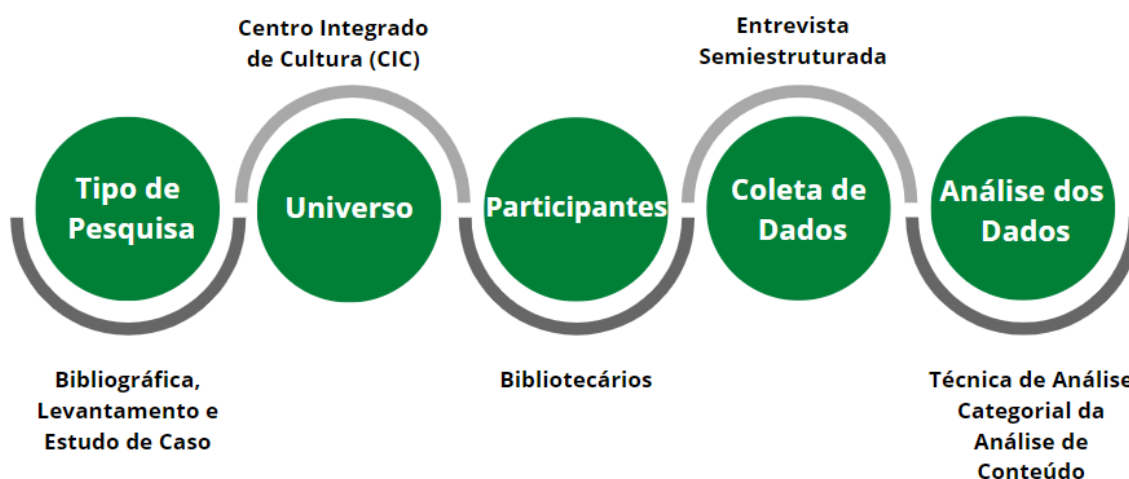 Centro Integrado
de Cultura (CIC)
Entrevista
Semiestruturada
Tipo de
Pesquisa
Universo
Participantes
Coleta de
Dados
Análise dos
Dados
Bibliográfica,
Levantamento e
Estudo de Caso
Bibliotecários
Técnica de Análise
Categorial da
Análise de
Conteúdo